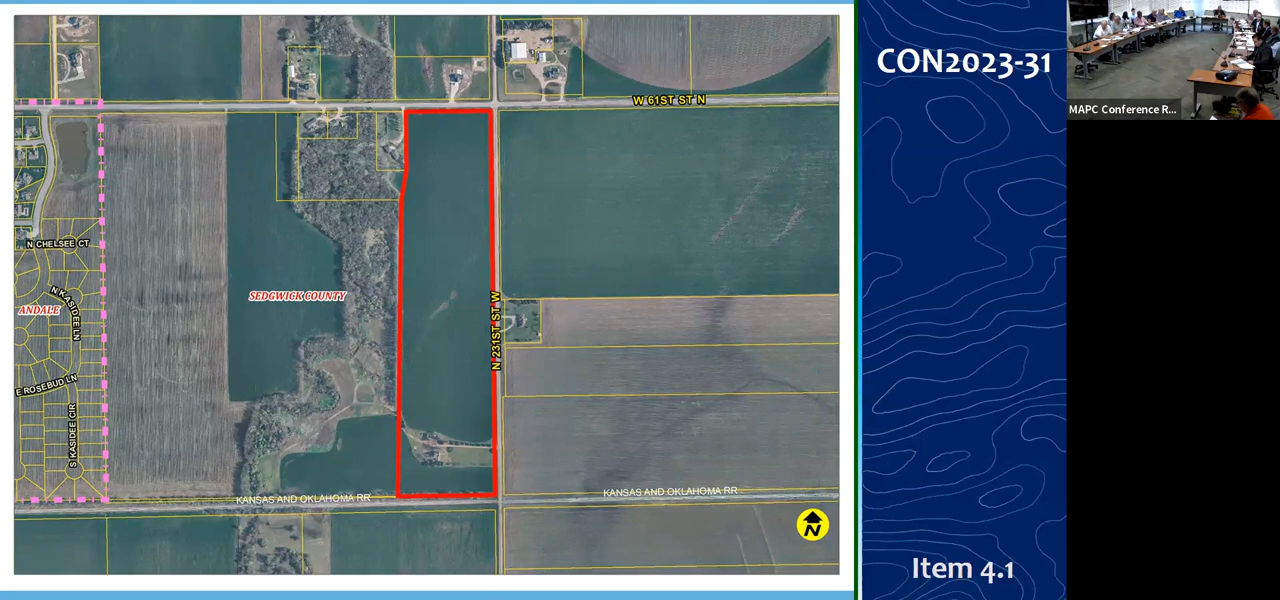 W 61ST ST N
N CHELSEE CT
SEDGWICK COUNTY
ANDALE
N KASIDEE LN
N 231ST ST W
E ROSEBUD LN
S KASIDEE CIR
KANSAS AND OKLAHOMA RR
KANSAS AND OKLAHOMA RR
N
CON2023-31
Item 4.1
MAPC Conference R...